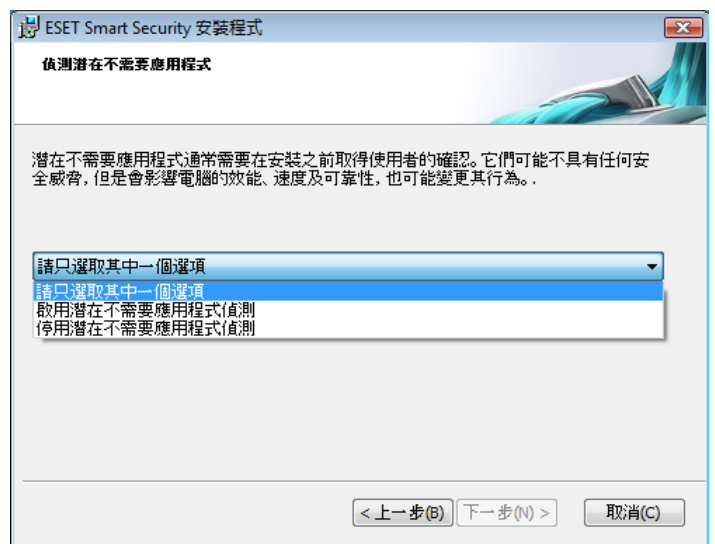 ESET Smart Security 安裝程式
偵測潛在不需要應用程式
潛在不需要應用程式通常需要在安裝之前取得使用者的確認。它們可能不具有任何安
全威脅，但是會影響電腦的效能、速度及可靠性，也可能變更其行為。.
請只選取其中一個選項
請只選取其中一個選項
啟用潛在不需要應用程式偵測
停用潛在不需要應用程式偵測
< 上一步(B) 下一步(N) > 取消(C)